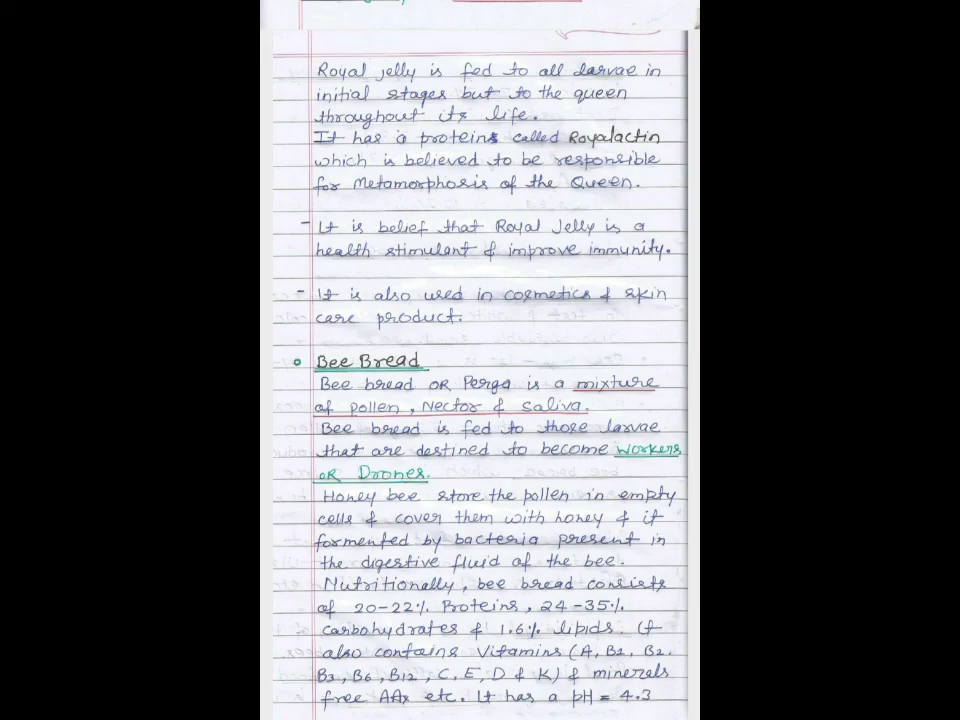 Royal jelly is fed to all larvae in
initial stages but to the queen
throughout its life.
It has a proteins called Royalactin
which is believed to be responsible
for Metamorphosis of the Queen.
- It is belief that Royal Jelly is a
health stimulant & improve immunity.
- It is also used in cosmetics & skin
care product.
Bee Bread
Bee bread OR Perga is a mixture
of pollen, Nector & saliva.
Bee bread is fed to those larvae
that are destined to become workers
OR Drones.
Honey bee store the pollen in empty
cells & cover them with honey & it
formented by bacteria present in
the digestive fluid of the bee.
Nutritionally, bee bread consists
of 20-22% Proteins, 24-35%
carbohydrates & 1.6% lipids. It
also contains Vitamins (A, B2, B2,
B3, B6, B12, C, E, D & K) & minerals
free AAs etc. It has a pH = 4.3